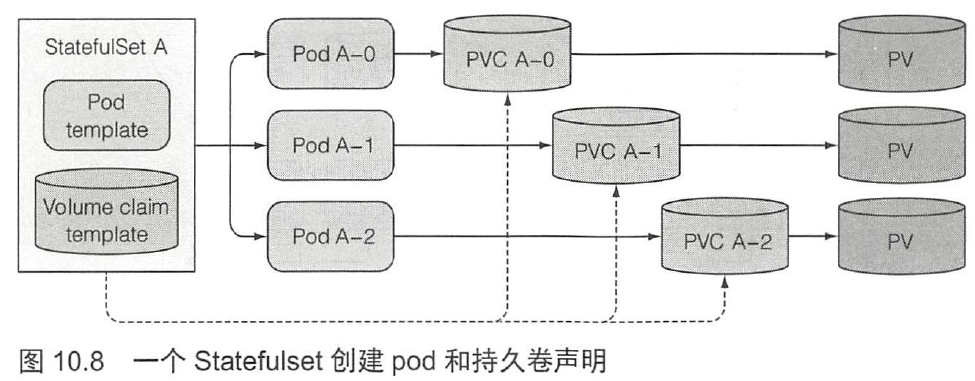 StatefulSet A
Pod
template
Volume claim
template
Pod A-0
PVC A-0
PV
Pod A-1
PVC A-1
PV
Pod A-2
PVC A-2
PV
图 10.8 一个 Statefulset 创建 pod 和持久卷声明